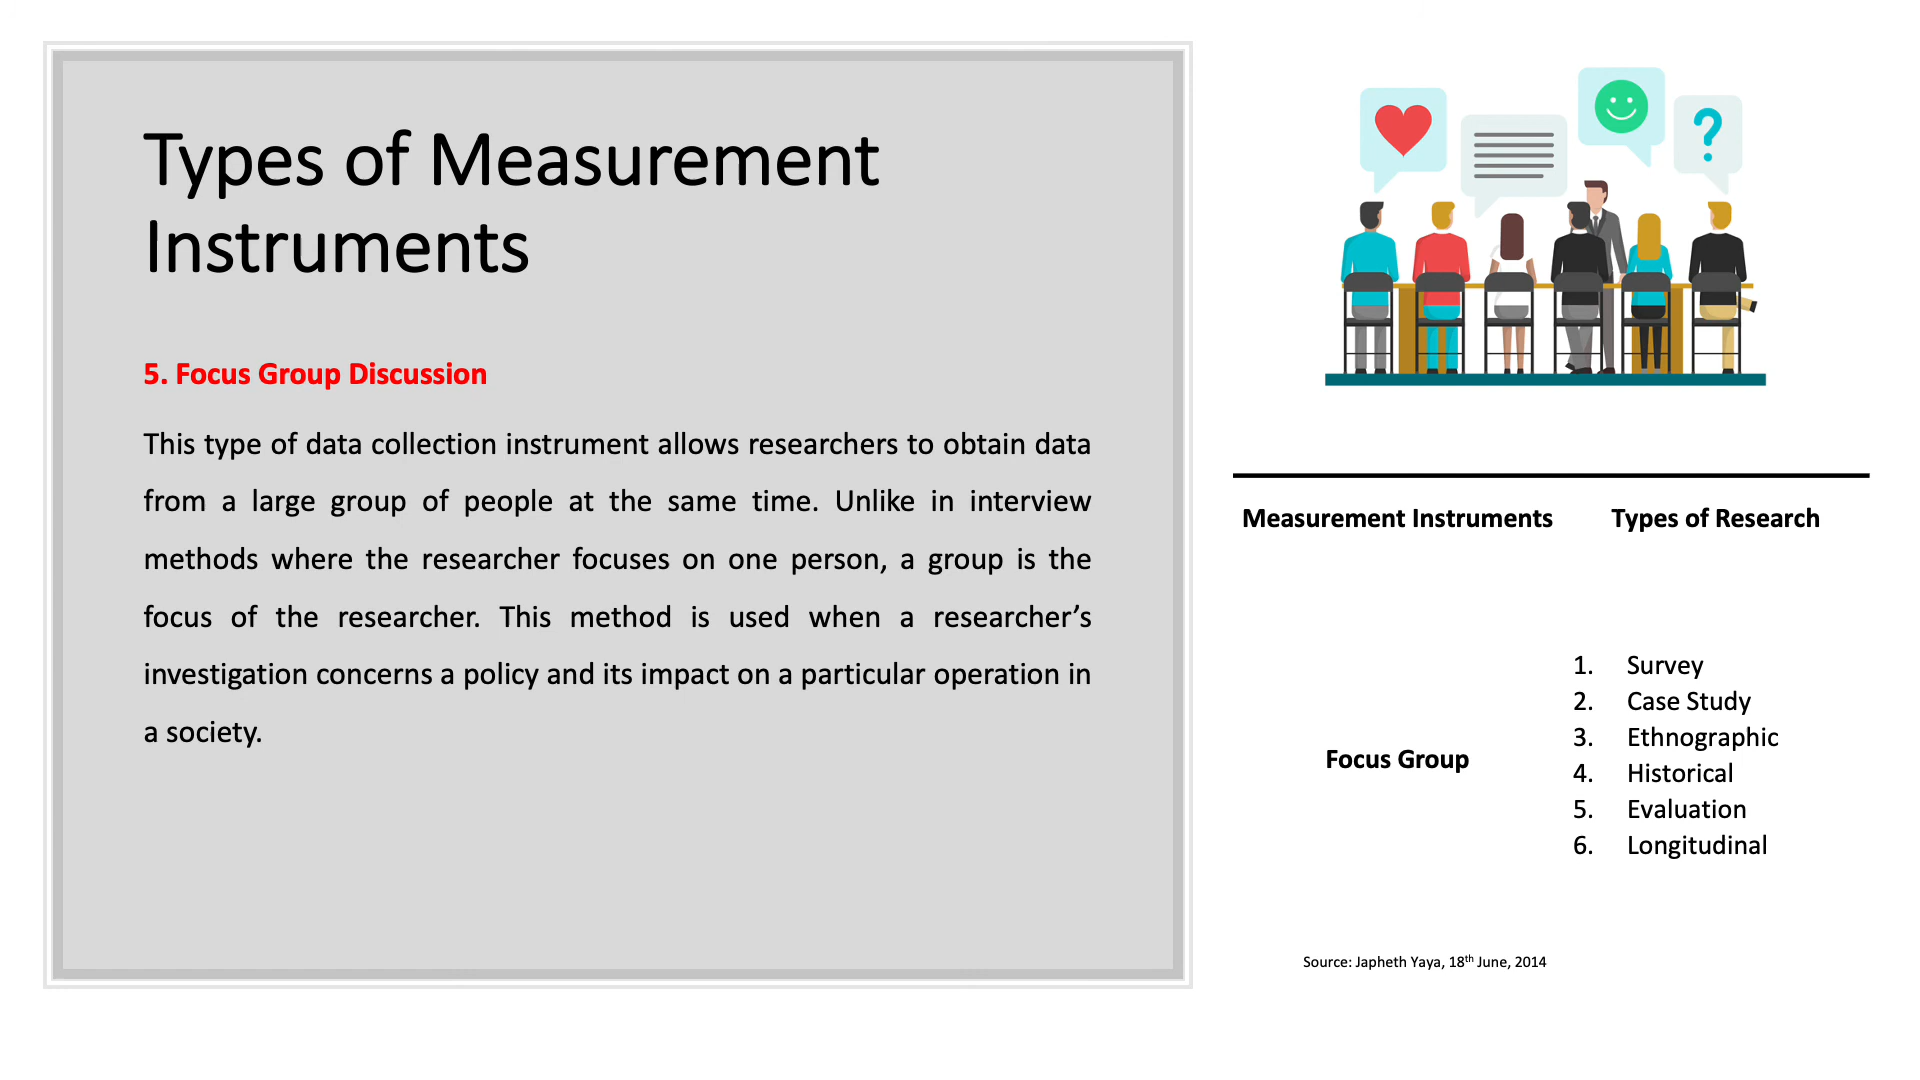 Types of Measurement
Instruments
5. Focus Group Discussion
This type of data collection instrument allows researchers to obtain data
from a large group of people at the same time. Unlike in interview
methods where the researcher focuses on one person, a group is the
focus of the researcher. This method is used when a researcher’s
investigation concerns a policy and its impact on a particular operation in
a society.
?
Measurement Instruments Types of Research
Focus Group
1. Survey
2. Case Study
3. Ethnographic
4. Historical
5. Evaluation
6. Longitudinal
Source: Japheth Yaya, 18th June, 2014